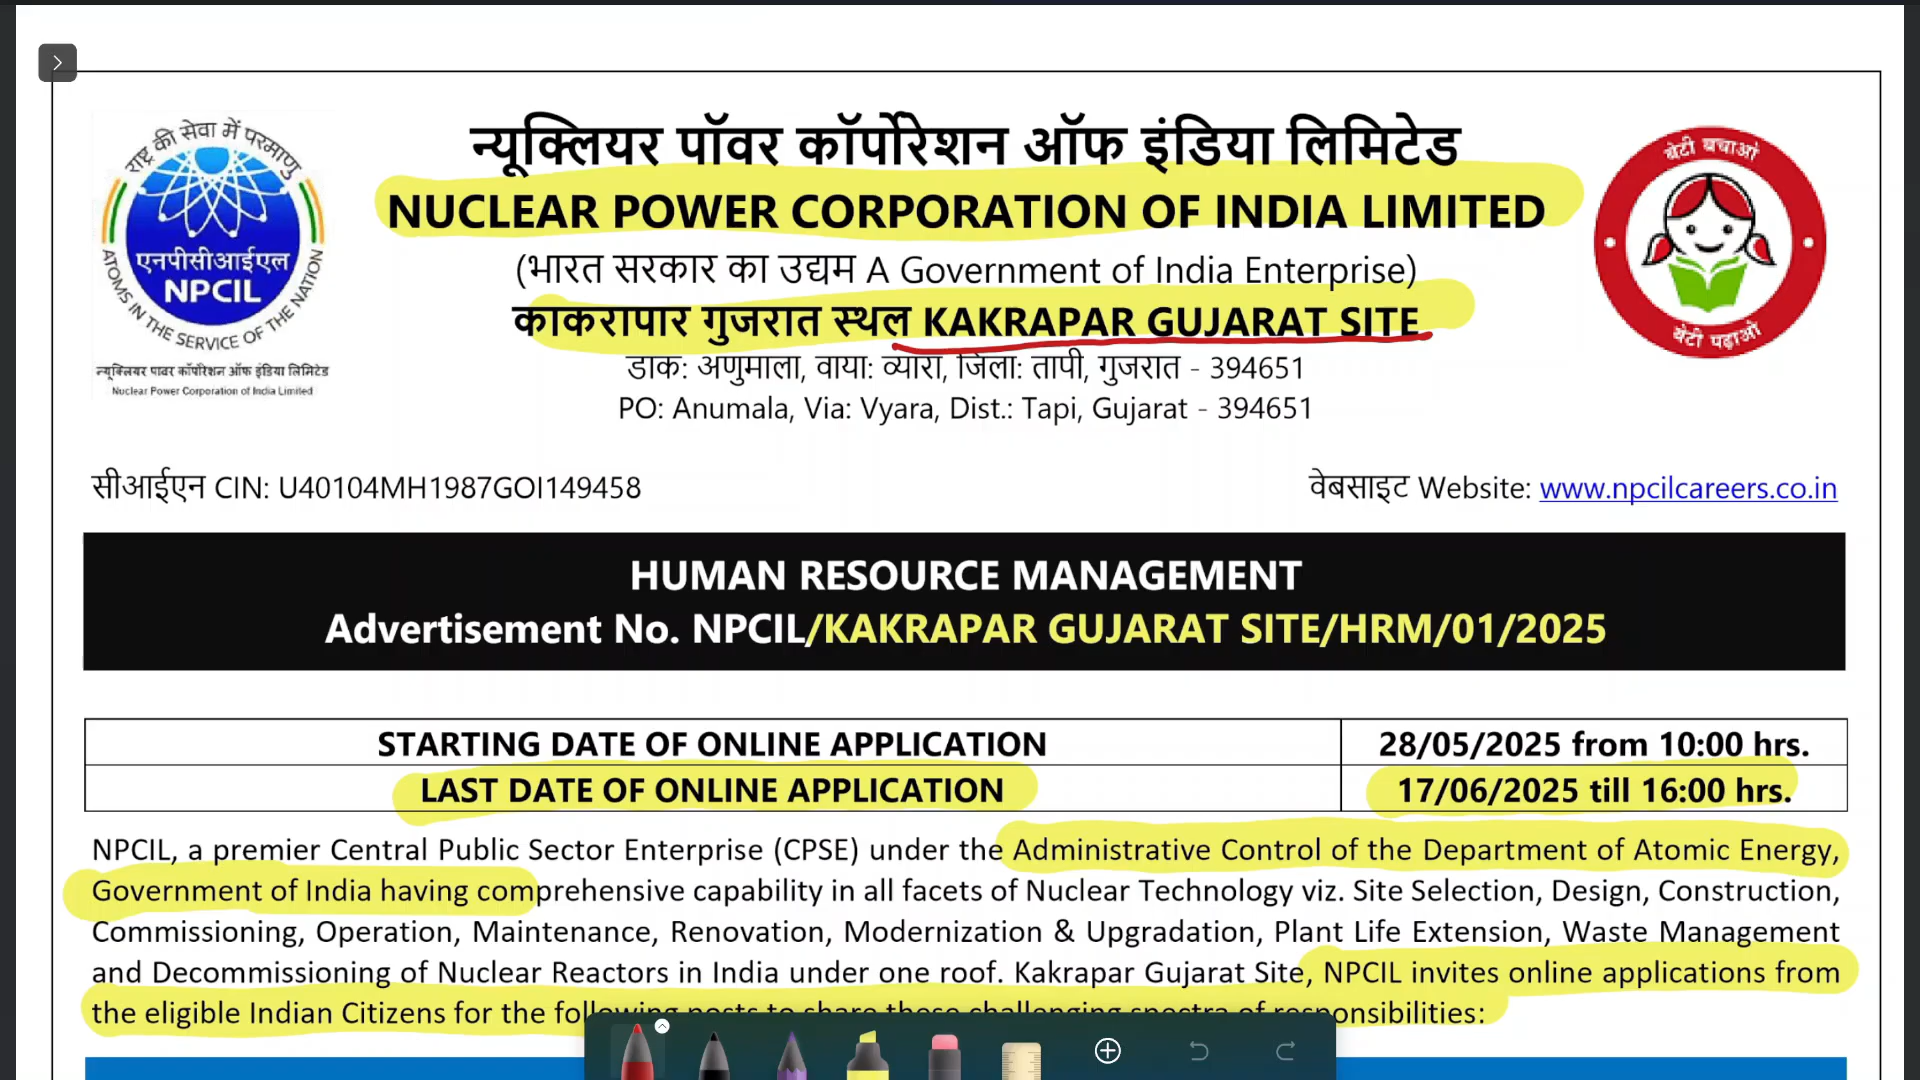 न्यूक्लियर पॉवर कॉर्पोरेशन ऑफ इंडिया लिमिटेड
NUCLEAR POWER CORPORATION OF INDIA LIMITED
(भारत सरकार का उद्यम A Government of India Enterprise)
काकरापार गुजरात स्थल KAKRAPAR GUJARAT SITE
डाक: अणुमाला, वाया: व्यारा, जिला: तापी, गुजरात - 394651
PO: Anumala, Via: Vyara, Dist.: Tapi, Gujarat - 394651
राष्ट्र की सेवा में परमाणु
एनपीसीआईएल
NPCIL
ATOMS IN THE SERVICE OF THE NATION
न्यूक्लियर पावर कॉर्पोरेशन ऑफ इंडिया लिमिटेड
Nuclear Power Corporation of India Limited
बेटी बचाओ
बेटी पढ़ाओ
सीआईएन CIN: U40104MH1987GOI149458
वेबसाइट Website: www.npcilcareers.co.in
HUMAN RESOURCE MANAGEMENT
Advertisement No. NPCIL/KAKRAPAR GUJARAT SITE/HRM/01/2025
STARTING DATE OF ONLINE APPLICATION 28/05/2025 from 10:00 hrs.
LAST DATE OF ONLINE APPLICATION 17/06/2025 till 16:00 hrs.
NPCIL, a premier Central Public Sector Enterprise (CPSE) under the Administrative Control of the Department of Atomic Energy,
Government of India having comprehensive capability in all facets of Nuclear Technology viz. Site Selection, Design, Construction,
Commissioning, Operation, Maintenance, Renovation, Modernization & Upgradation, Plant Life Extension, Waste Management
and Decommissioning of Nuclear Reactors in India under one roof. Kakrapar Gujarat Site, NPCIL invites online applications from
the eligible Indian Citizens for the following posts to share these challenging spectra of responsibilities: